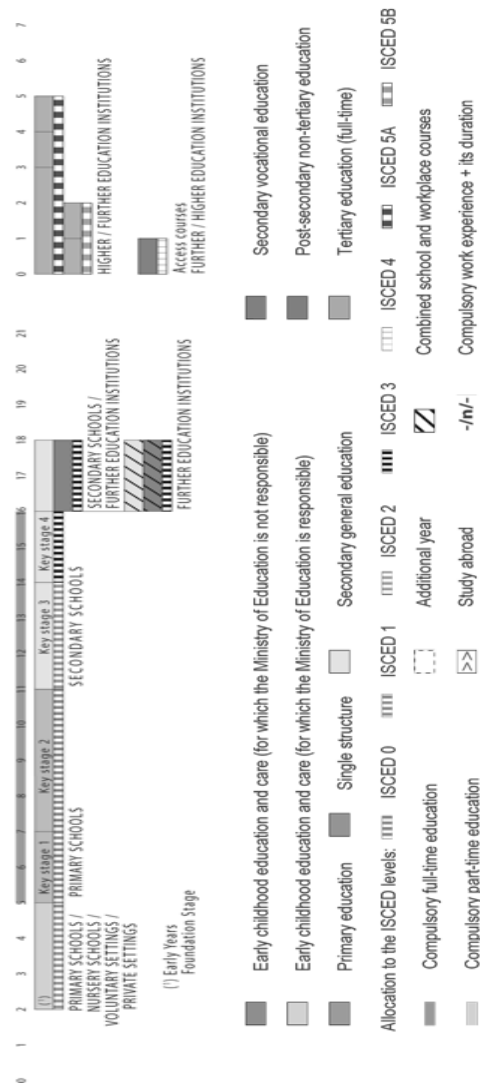 0 1 2 3 4 5 6 7 8 9 10 11 12 13 14 15 16 17 18 19 20 21 0 1 2 3 4 5 6 7
(¹) Key stage 1 Key stage 2 Key stage 3 Key stage 4
PRIMARY SCHOOLS /
NURSERY SCHOOLS /
VOLUNTARY SETTINGS /
PRIVATE SETTINGS
PRIMARY SCHOOLS
SECONDARY SCHOOLS
SECONDARY SCHOOLS /
FURTHER EDUCATION INSTITUTIONS
FURTHER EDUCATION INSTITUTIONS
HIGHER / FURTHER EDUCATION INSTITUTIONS
Access courses
FURTHER / HIGHER EDUCATION INSTITUTIONS
(¹) Early Years
Foundation Stage
Early childhood education and care (for which the Ministry of Education is not responsible)
Secondary vocational education
Early childhood education and care (for which the Ministry of Education is responsible)
Post-secondary non-tertiary education
Primary education Single structure Secondary general education Tertiary education (full-time)
Allocation to the ISCED levels: ISCED 0 ISCED 1 ISCED 2 ISCED 3 ISCED 4 ISCED 5A ISCED 5B
Compulsory full-time education Additional year Combined school and workplace courses
Compulsory part-time education >> Study abroad -/n/- Compulsory work experience + its duration